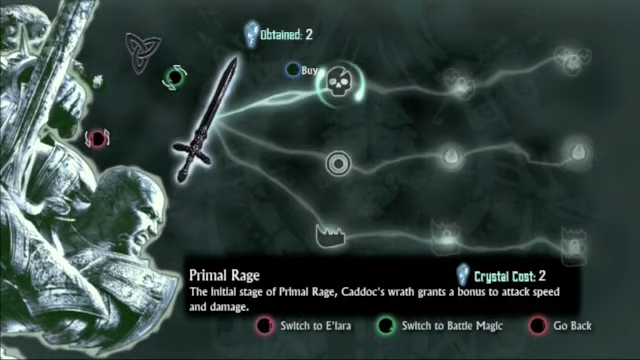 Obtained: 2
Buy
Primal Rage
Crystal Cost: 2
The initial stage of Primal Rage, Caddoc's wrath grants a bonus to attack speed
and damage.
Switch to E'lara
Switch to Battle Magic
Go Back